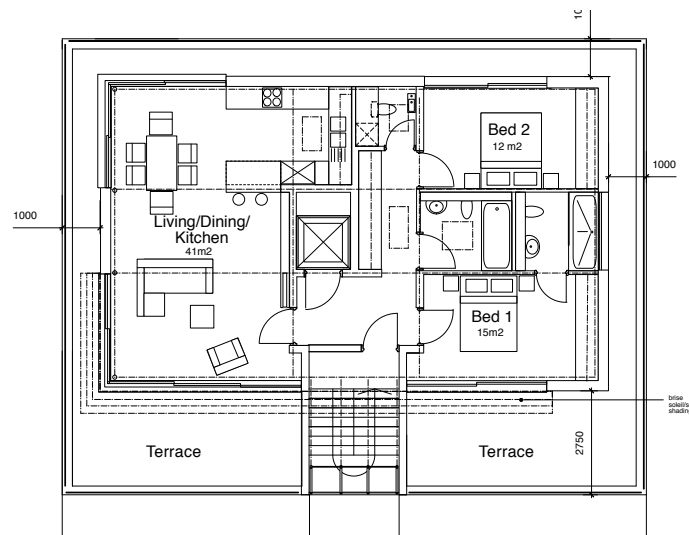 1000
1000
Bed 2
12 m2
Living/Dining/
Kitchen
41m2
Bed 1
15m2
brise
soleil/s
shadin
2750
Terrace
Terrace